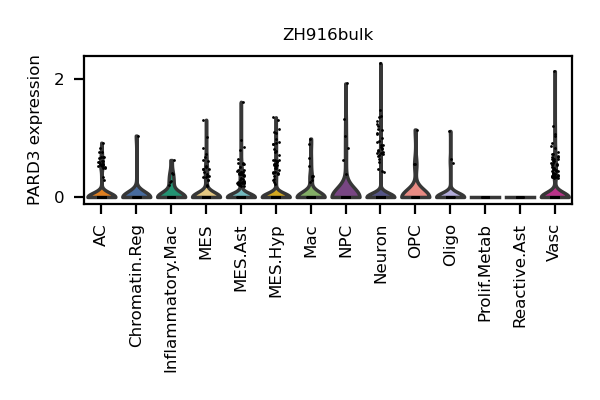 ZH916bulk
PARD3 expression
2
0
AC
Chromatin.Reg
Inflammatory.Mac
MES
MES.Ast
MES.Hyp
Mac
NPC
Neuron
OPC
Oligo
Prolif.Metab
Reactive.Ast
Vasc